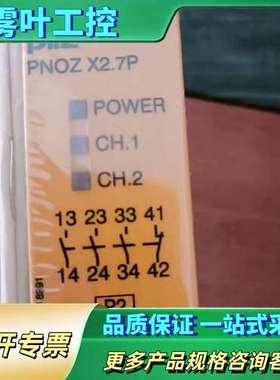 雾叶工控
pilz
PNOZ X2.7P
POWER
CH.1
CH.2
13 23 33 41
14 24 34 42
P2
开专票
品质保证 一站式采
更多产品规格咨询客